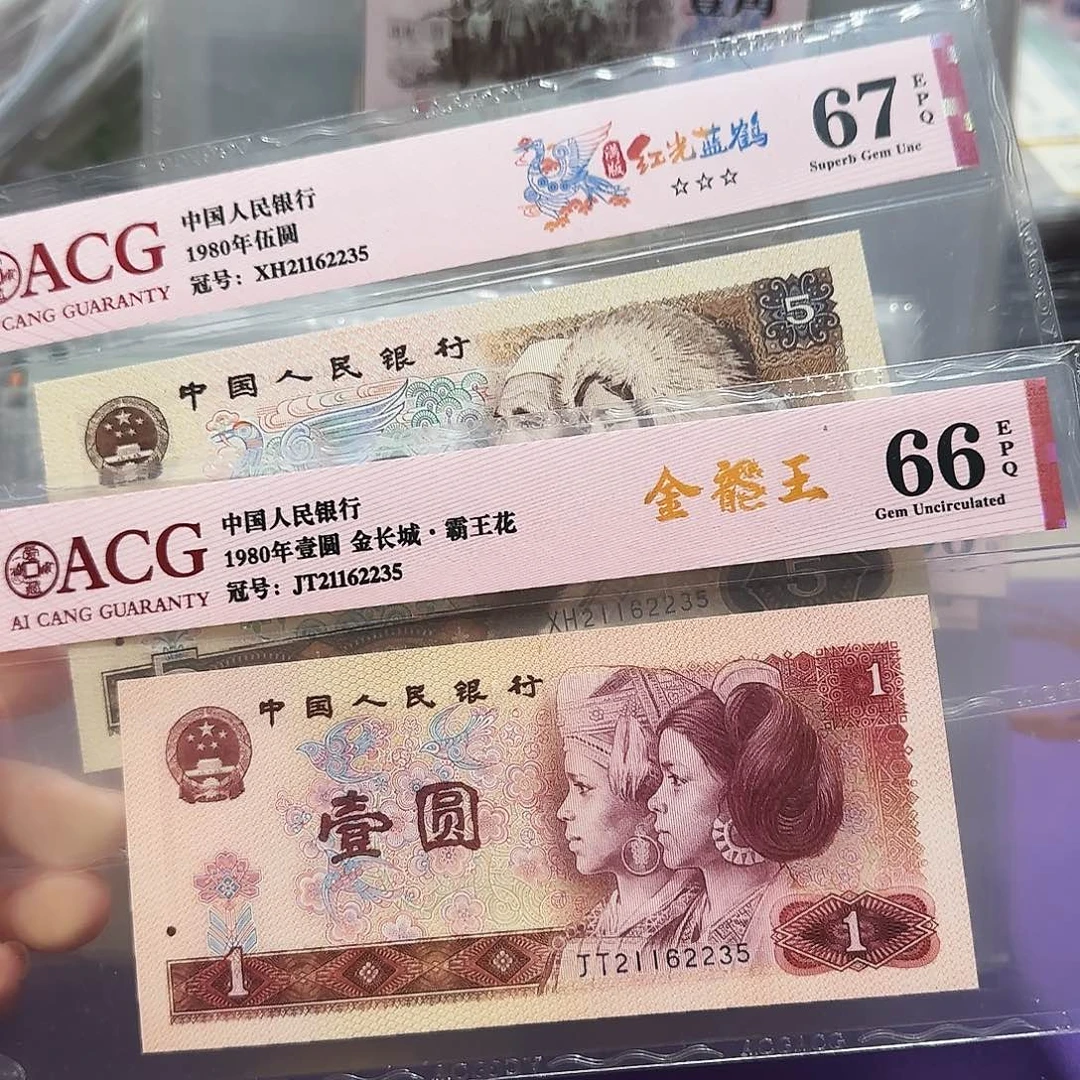 ACG
CANG GUARANTY
中国人民银行
1980年伍圆
冠号：XH21162235
薄版
红光蓝鹤
☆☆☆
67
EPQ
Superb Gem Unc
中国人民银行
5
ACG
AI CANG GUARANTY
中国人民银行
1980年壹圆 金长城·霸王花
冠号：JT21162235
金龍王
66
EPQ
Gem Uncirculated
XH21162235
5
中国人民银行
1
壹圆
1
JT21162235
1